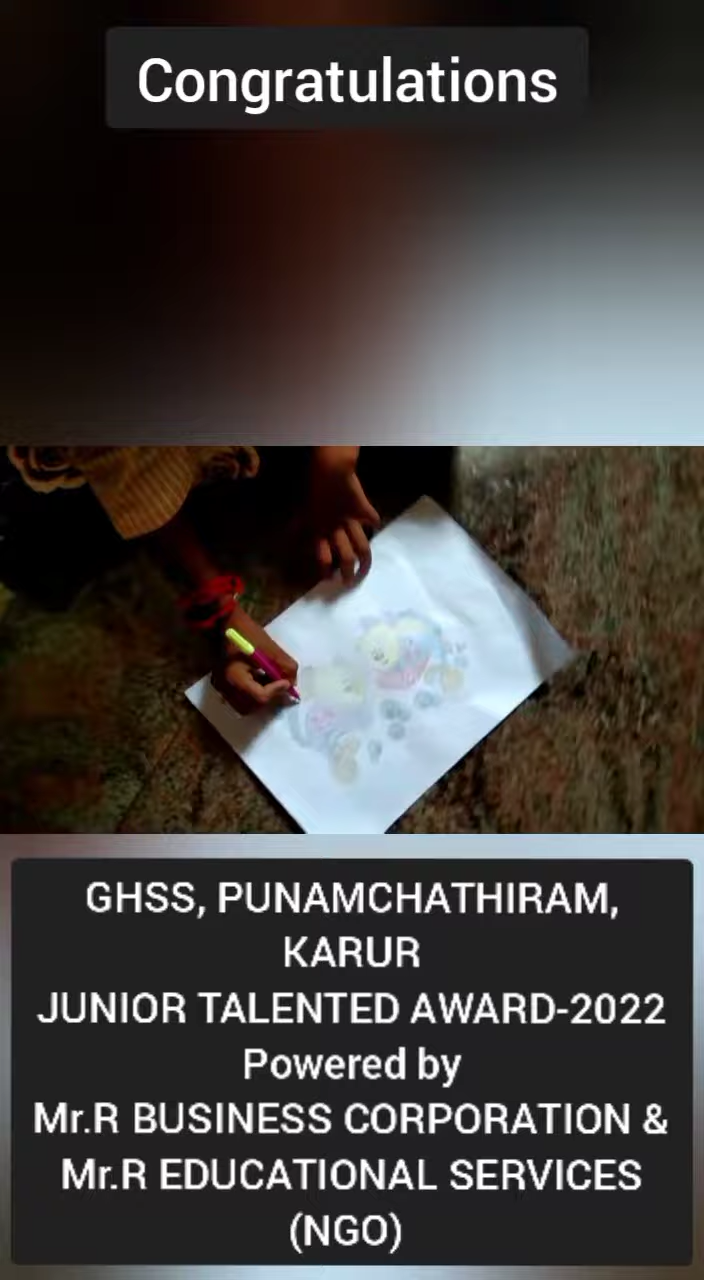 Congratulations
GHSS, PUNAMCHATHIRAM,
KARUR
JUNIOR TALENTED AWARD-2022
Powered by
Mr.R BUSINESS CORPORATION &
Mr.R EDUCATIONAL SERVICES
(NGO)